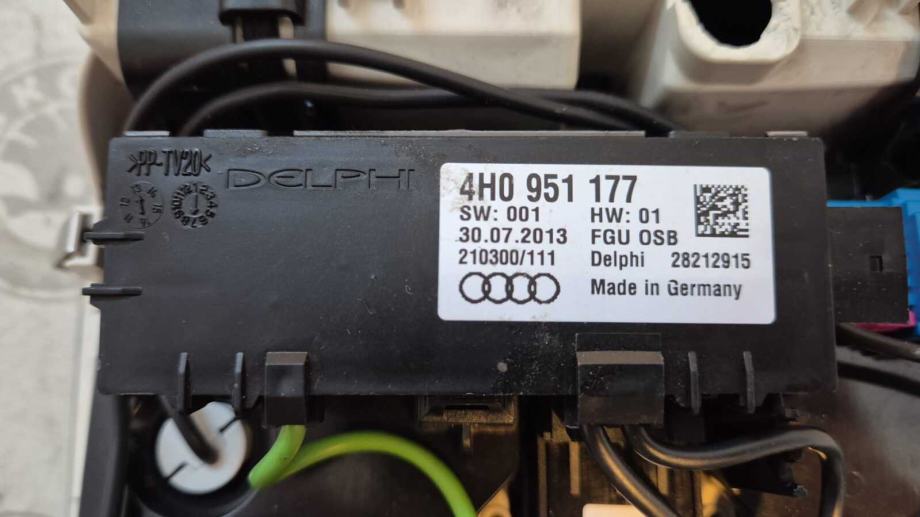 >PP-TV20<
DELPHI
4H0 951 177
SW: 001 HW: 01
30.07.2013 FGU OSB
210300/111 Delphi 28212915
Made in Germany